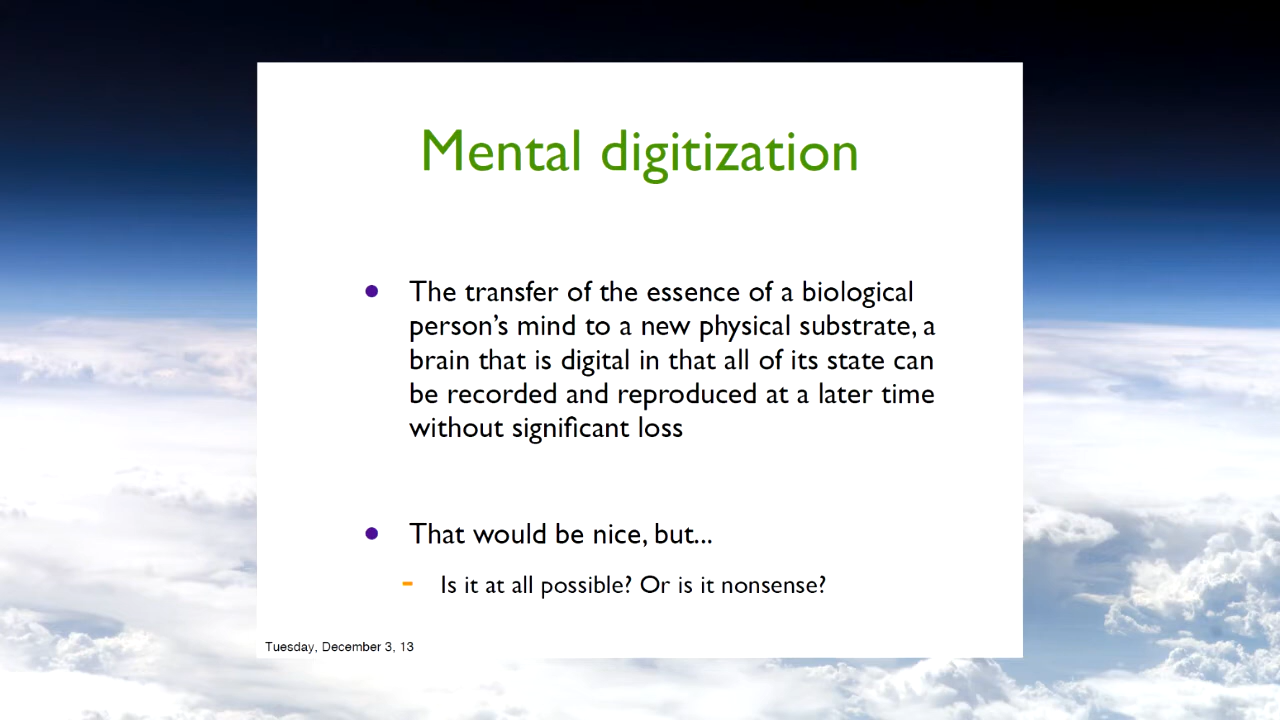 Mental digitization
• The transfer of the essence of a biological
person’s mind to a new physical substrate, a
brain that is digital in that all of its state can
be recorded and reproduced at a later time
without significant loss
• That would be nice, but...
- Is it at all possible? Or is it nonsense?
Tuesday, December 3, 13